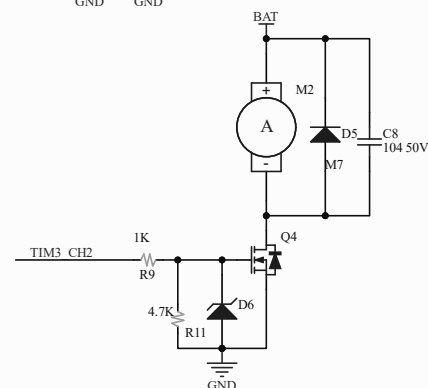 GND GND
BAT
+
M2
A
D5
C8
104 50V
-
M7
1K
Q4
TIM3_CH2
R9
4.7K
D6
R11
GND